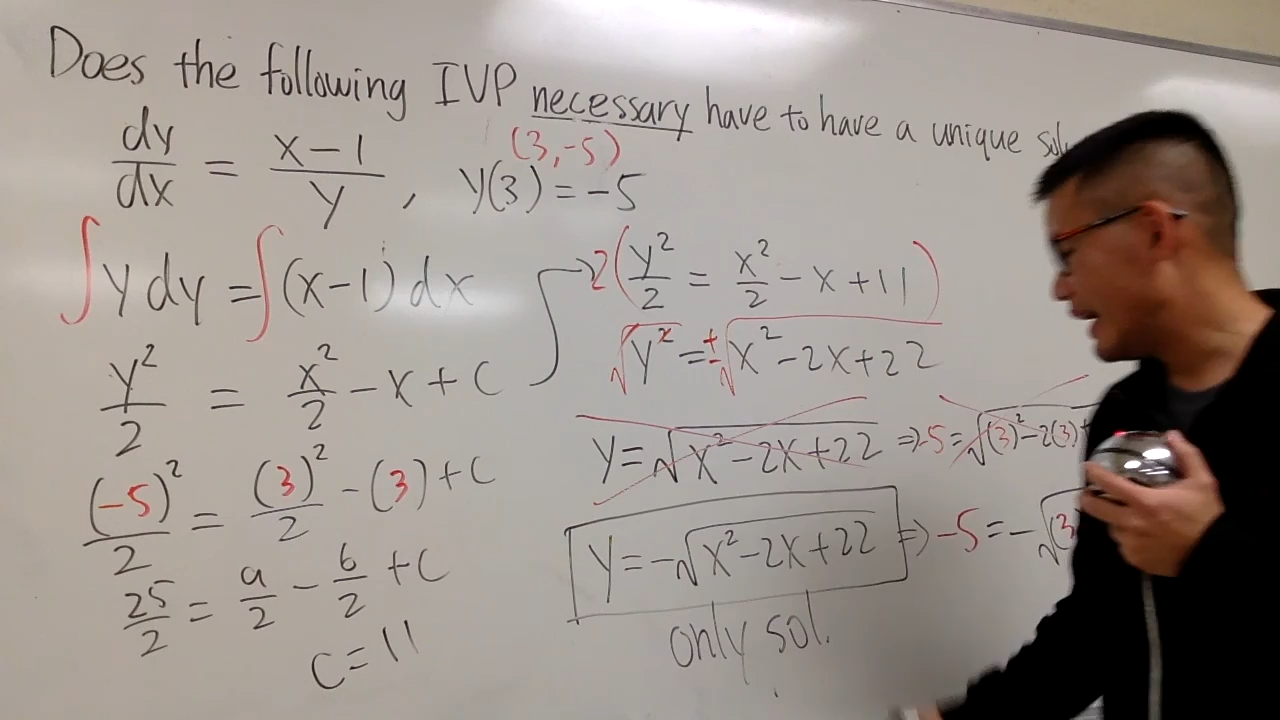 Does the following IVP necessary have to have a unique sol
dy/dx = (x-1)/y , y(3) = -5
(3,-5)
∫y dy = ∫(x-1) dx
y²/2 = x²/2 - x + C
(-5)²/2 = (3)²/2 - (3) + C
25/2 = 9/2 - 6/2 + C
C = 11
2(y²/2 = x²/2 - x + 11)
√y² = ±√x² - 2x + 22
y = √x² - 2x + 22 ⇒ -5 = √(3)² - 2(3) +
y = -√x² - 2x + 22 ⇒ -5 = -√(3
only sol.